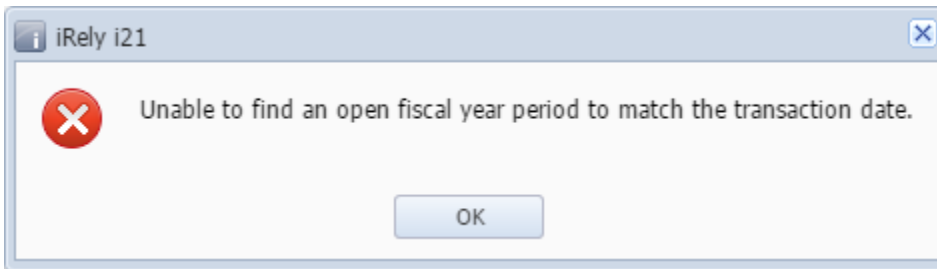 iRely i21
Unable to find an open fiscal year period to match the transaction date.
OK